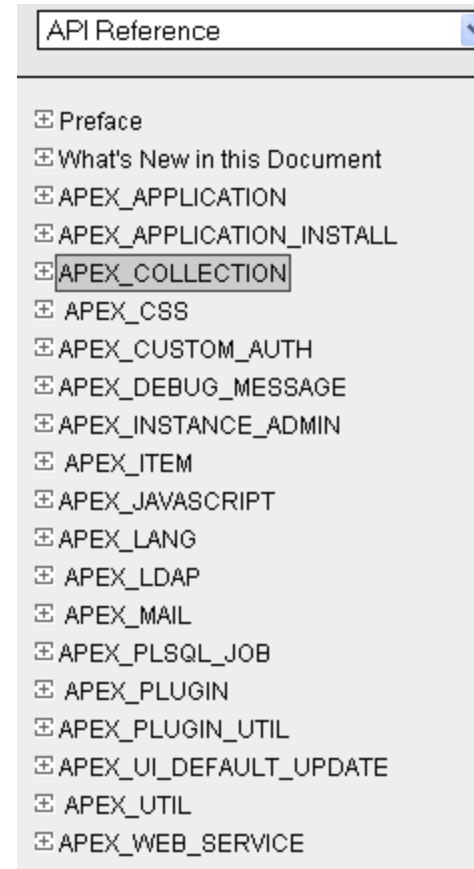 API Reference
Preface
What's New in this Document
APEX_APPLICATION
APEX_APPLICATION_INSTALL
APEX_COLLECTION
APEX_CSS
APEX_CUSTOM_AUTH
APEX_DEBUG_MESSAGE
APEX_INSTANCE_ADMIN
APEX_ITEM
APEX_JAVASCRIPT
APEX_LANG
APEX_LDAP
APEX_MAIL
APEX_PLSQL_JOB
APEX_PLUGIN
APEX_PLUGIN_UTIL
APEX_UI_DEFAULT_UPDATE
APEX_UTIL
APEX_WEB_SERVICE